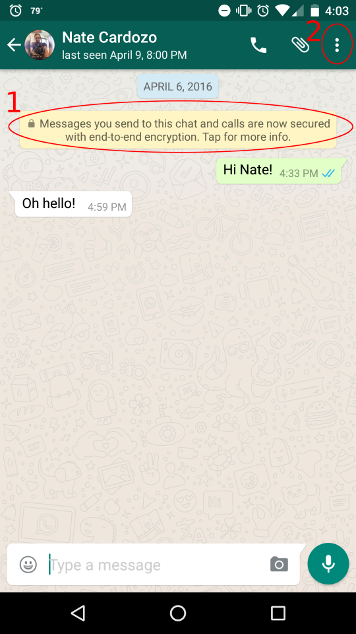 79°
4:03
Nate Cardozo
last seen April 9, 8:00 PM
2
APRIL 6, 2016
1
Messages you send to this chat and calls are now secured
with end-to-end encryption. Tap for more info.
Hi Nate! 4:33 PM
Oh hello! 4:59 PM
Type a message